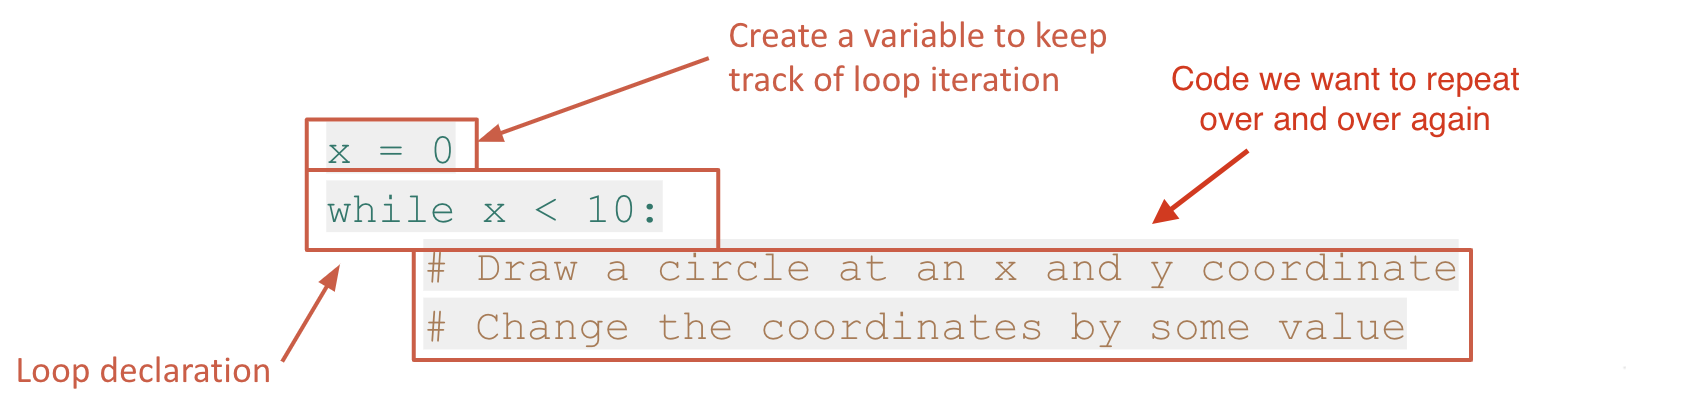 Create a variable to keep
track of loop iteration
Code we want to repeat
over and over again
x = 0
while x < 10:
# Draw a circle at an x and y coordinate
# Change the coordinates by some value
Loop declaration